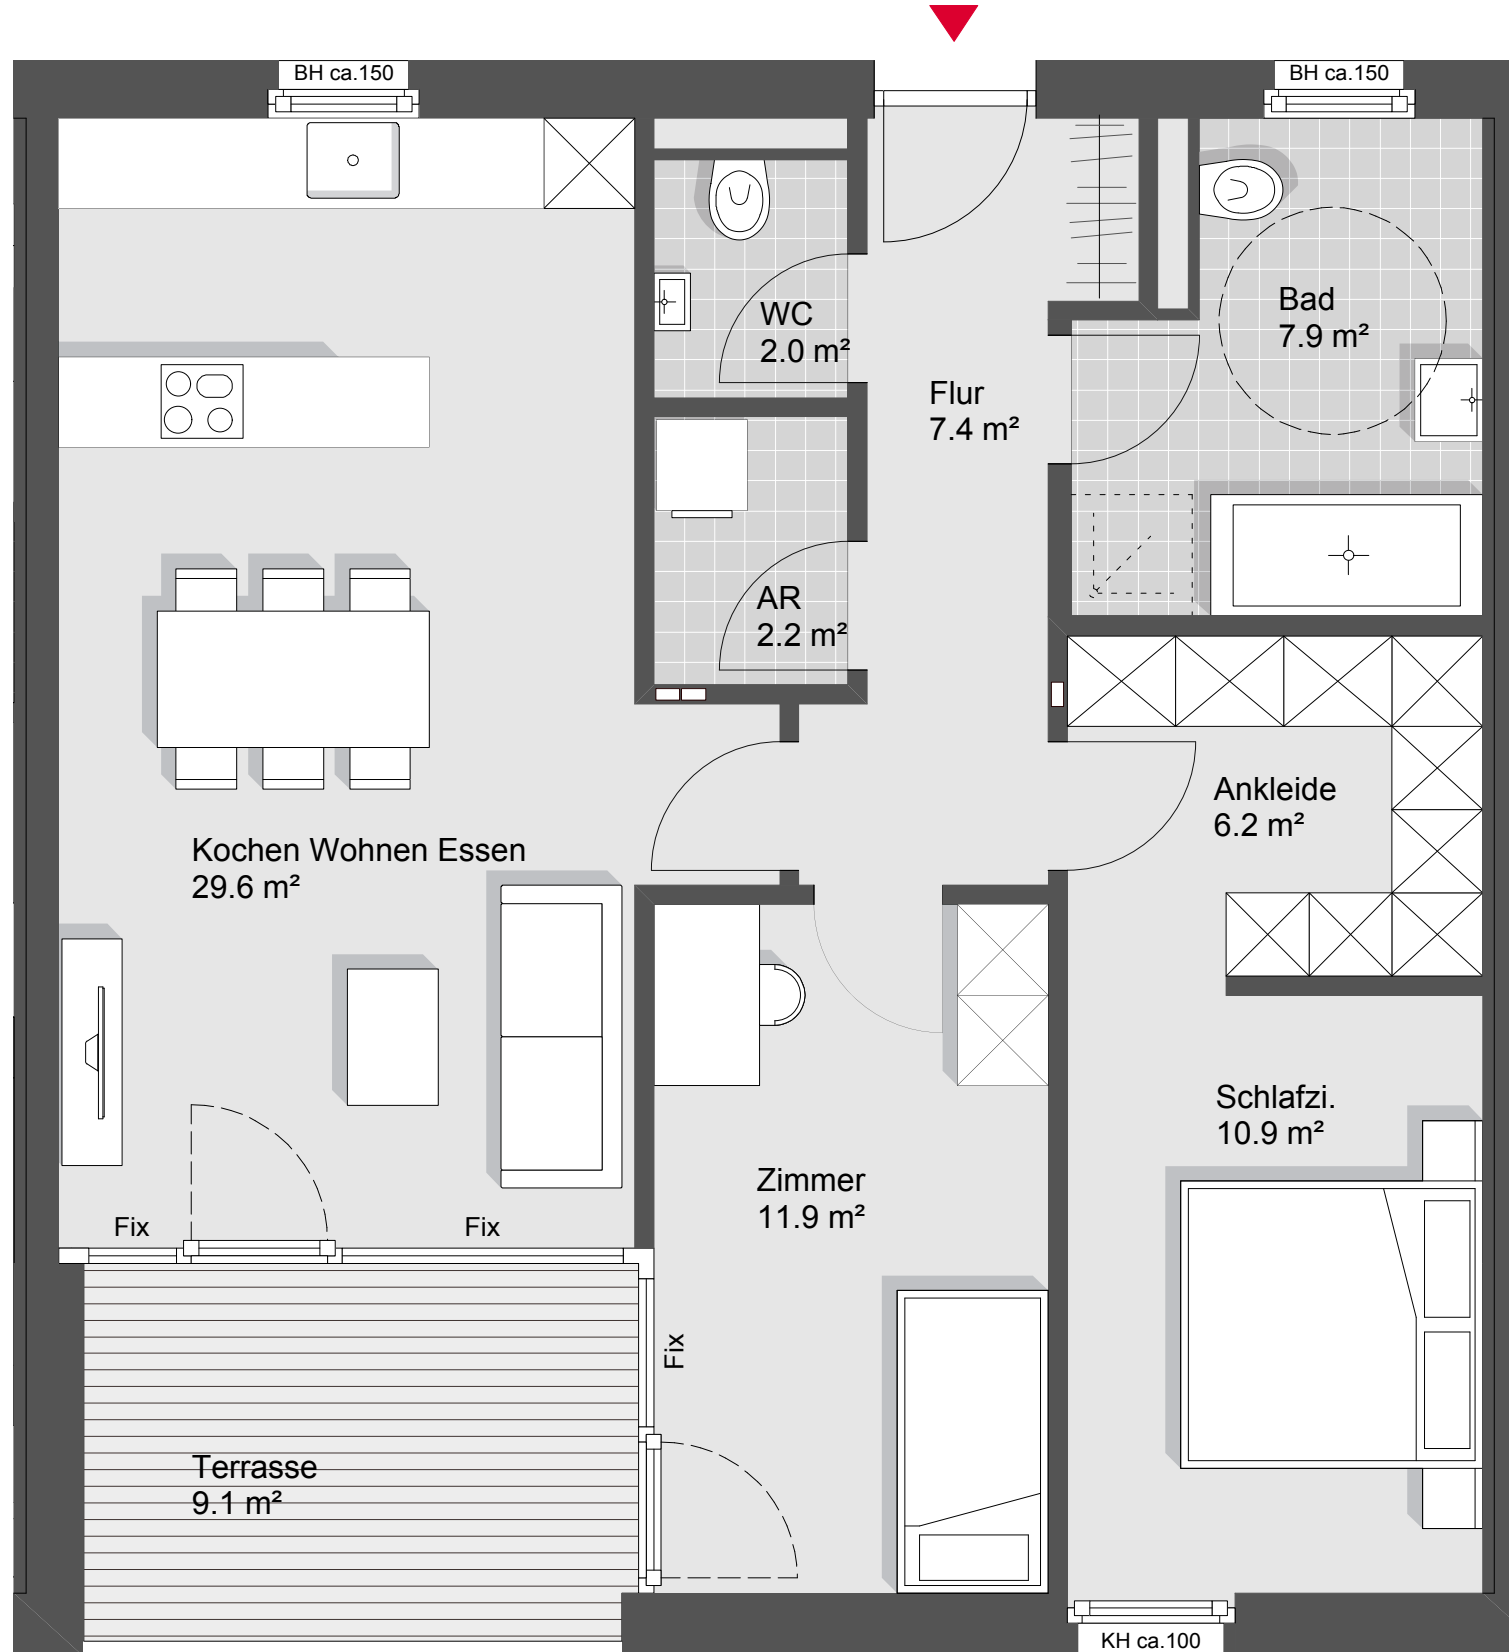 BH ca.150
BH ca.150
WC
2.0 m²
Bad
7.9 m²
Flur
7.4 m²
AR
2.2 m²
Ankleide
6.2 m²
Kochen Wohnen Essen
29.6 m²
Schlafzi.
10.9 m²
Zimmer
11.9 m²
Fix
Fix
Fix
Terrasse
9.1 m²
KH ca.100